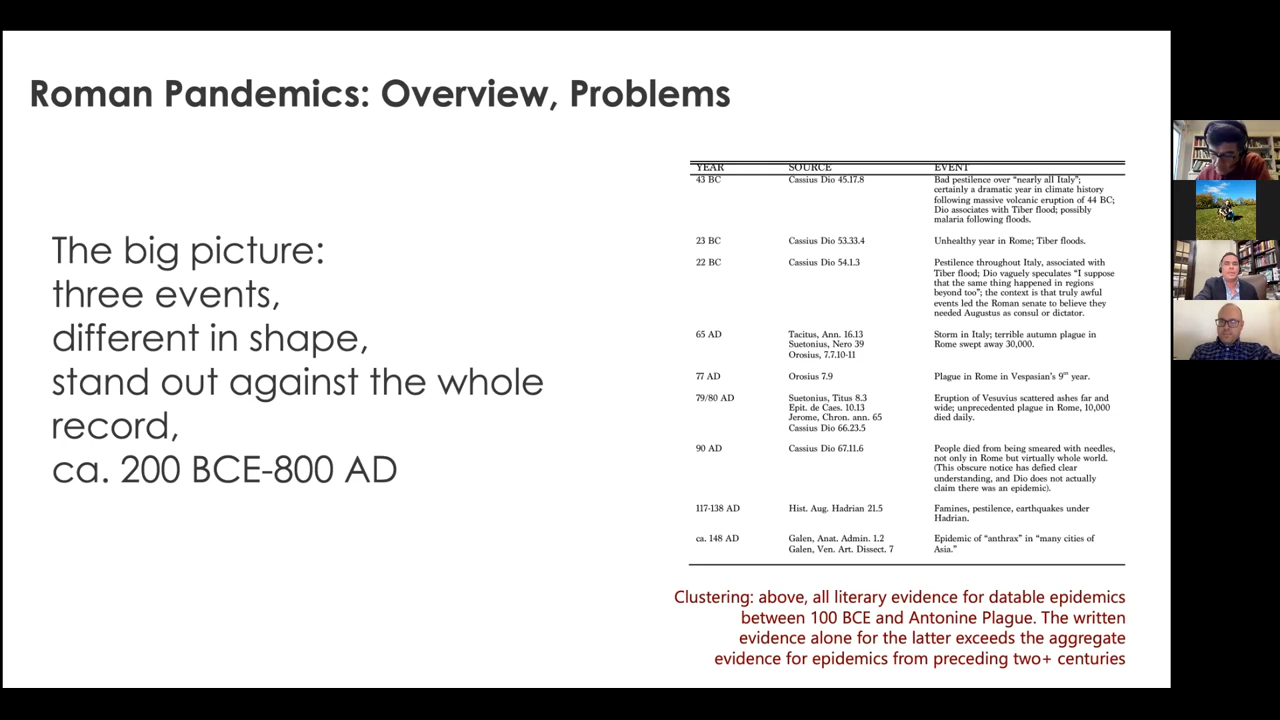 Roman Pandemics: Overview, Problems
The big picture:
three events,
different in shape,
stand out against the whole
record,
ca. 200 BCE-800 AD
YEAR SOURCE EVENT
43 BC Cassius Dio 45.17.8 Bad pestilence over “nearly all Italy”;
certainly a dramatic year in climate history
following massive volcanic eruption of 44 BC;
Dio associates with Tiber flood; possibly
malaria following floods.
23 BC Cassius Dio 53.33.4 Unhealthy year in Rome; Tiber floods.
22 BC Cassius Dio 54.1.3 Pestilence throughout Italy, associated with
Tiber flood; Dio vaguely speculates “I suppose
that the same thing happened in regions
beyond too”; the context is that truly awful
events led the Roman senate to believe they
needed Augustus as consul or dictator.
65 AD Tacitus, Ann. 16.13 Storm in Italy; terrible autumn plague in
Suetonius, Nero 39 Rome swept away 30,000.
Orosius, 7.7.10-11
77 AD Orosius 7.9 Plague in Rome in Vespasian’s 9th year.
79/80 AD Suetonius, Titus 8.3 Eruption of Vesuvius scattered ashes far and
Epit. de Caes. 10.13 wide; unprecedented plague in Rome, 10,000
Jerome, Chron. ann. 65 died daily.
Cassius Dio 66.23.5
90 AD Cassius Dio 67.11.6 People died from being smeared with needles,
not only in Rome but virtually whole world.
(This obscure notice has defied clear
understanding, and Dio does not actually
claim there was an epidemic).
117-138 AD Hist. Aug. Hadrian 21.5 Famines, pestilence, earthquakes under
Hadrian.
ca. 148 AD Galen, Anat. Admin. 1.2 Epidemic of “anthrax” in “many cities of
Galen, Ven. Art. Dissect. 7 Asia.”
Clustering: above, all literary evidence for datable epidemics
between 100 BCE and Antonine Plague. The written
evidence alone for the latter exceeds the aggregate
evidence for epidemics from preceding two+ centuries